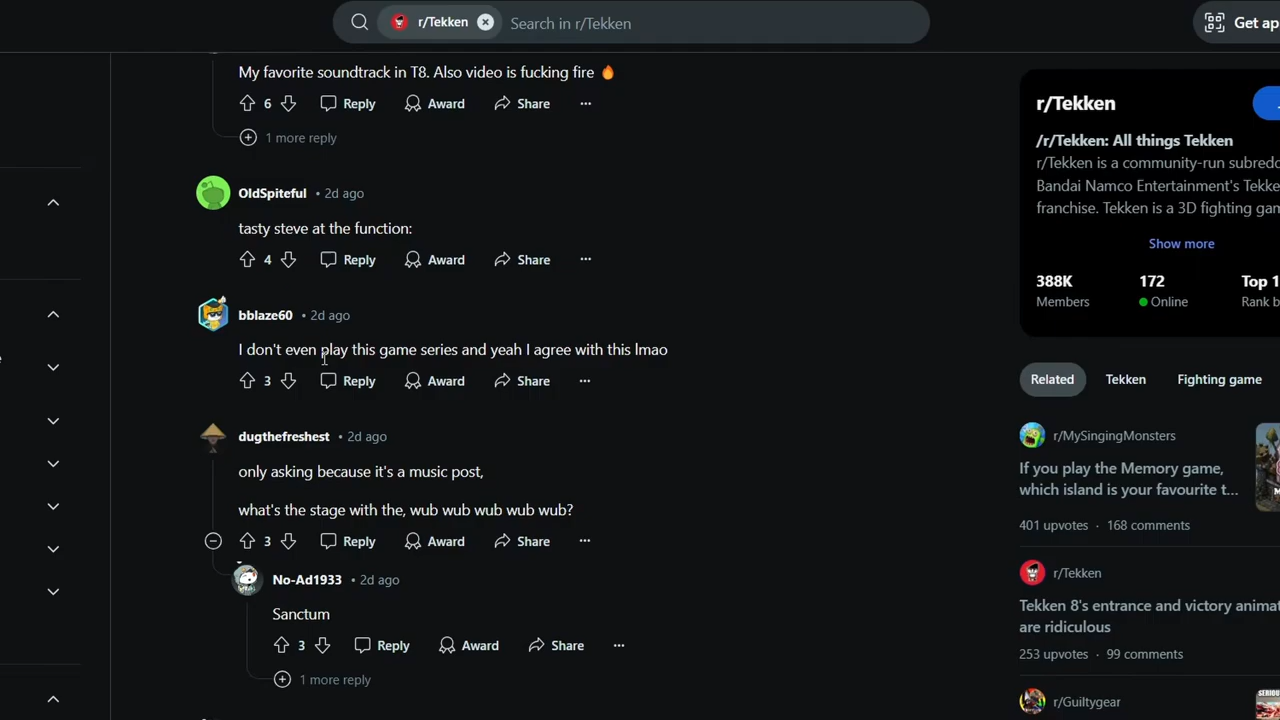 r/Tekken
Search in r/Tekken
Get ap
My favorite soundtrack in T8. Also video is fucking fire 🔥
6 Reply Award Share
1 more reply
OldSpiteful • 2d ago
tasty steve at the function:
4 Reply Award Share
bblaze60 • 2d ago
I don't even play this game series and yeah I agree with this lmao
3 Reply Award Share
dugthefreshest • 2d ago
only asking because it's a music post,
what's the stage with the, wub wub wub wub wub?
3 Reply Award Share
No-Ad1933 • 2d ago
Sanctum
3 Reply Award Share
1 more reply
r/Tekken
/r/Tekken: All things Tekken
r/Tekken is a community-run subredd
Bandai Namco Entertainment's Tekke
franchise. Tekken is a 3D fighting gam
Show more
388K 172 Top 1
Members Online Rank b
Related Tekken Fighting game
r/MySingingMonsters
If you play the Memory game,
which island is your favourite t...
401 upvotes · 168 comments
r/Tekken
Tekken 8's entrance and victory animat
are ridiculous
253 upvotes · 99 comments
r/Guiltygear